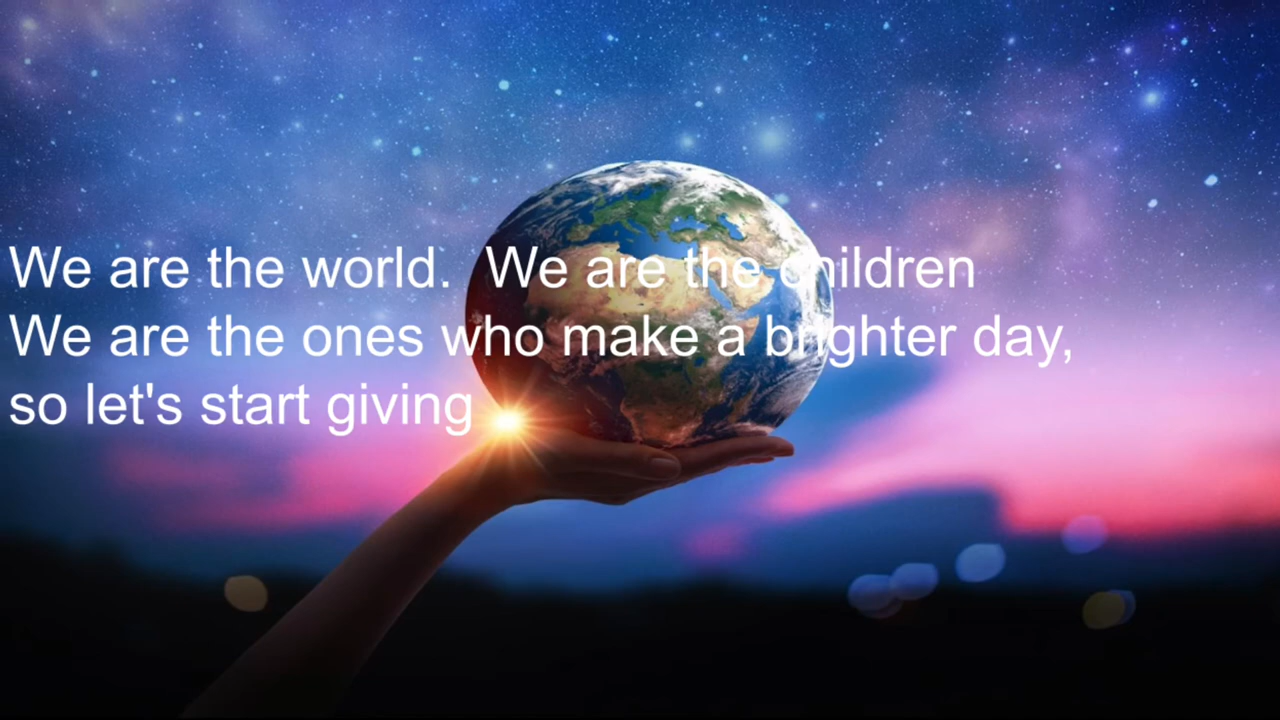 We are the world.  We are the children
We are the ones who make a brighter day,
so let's start giving